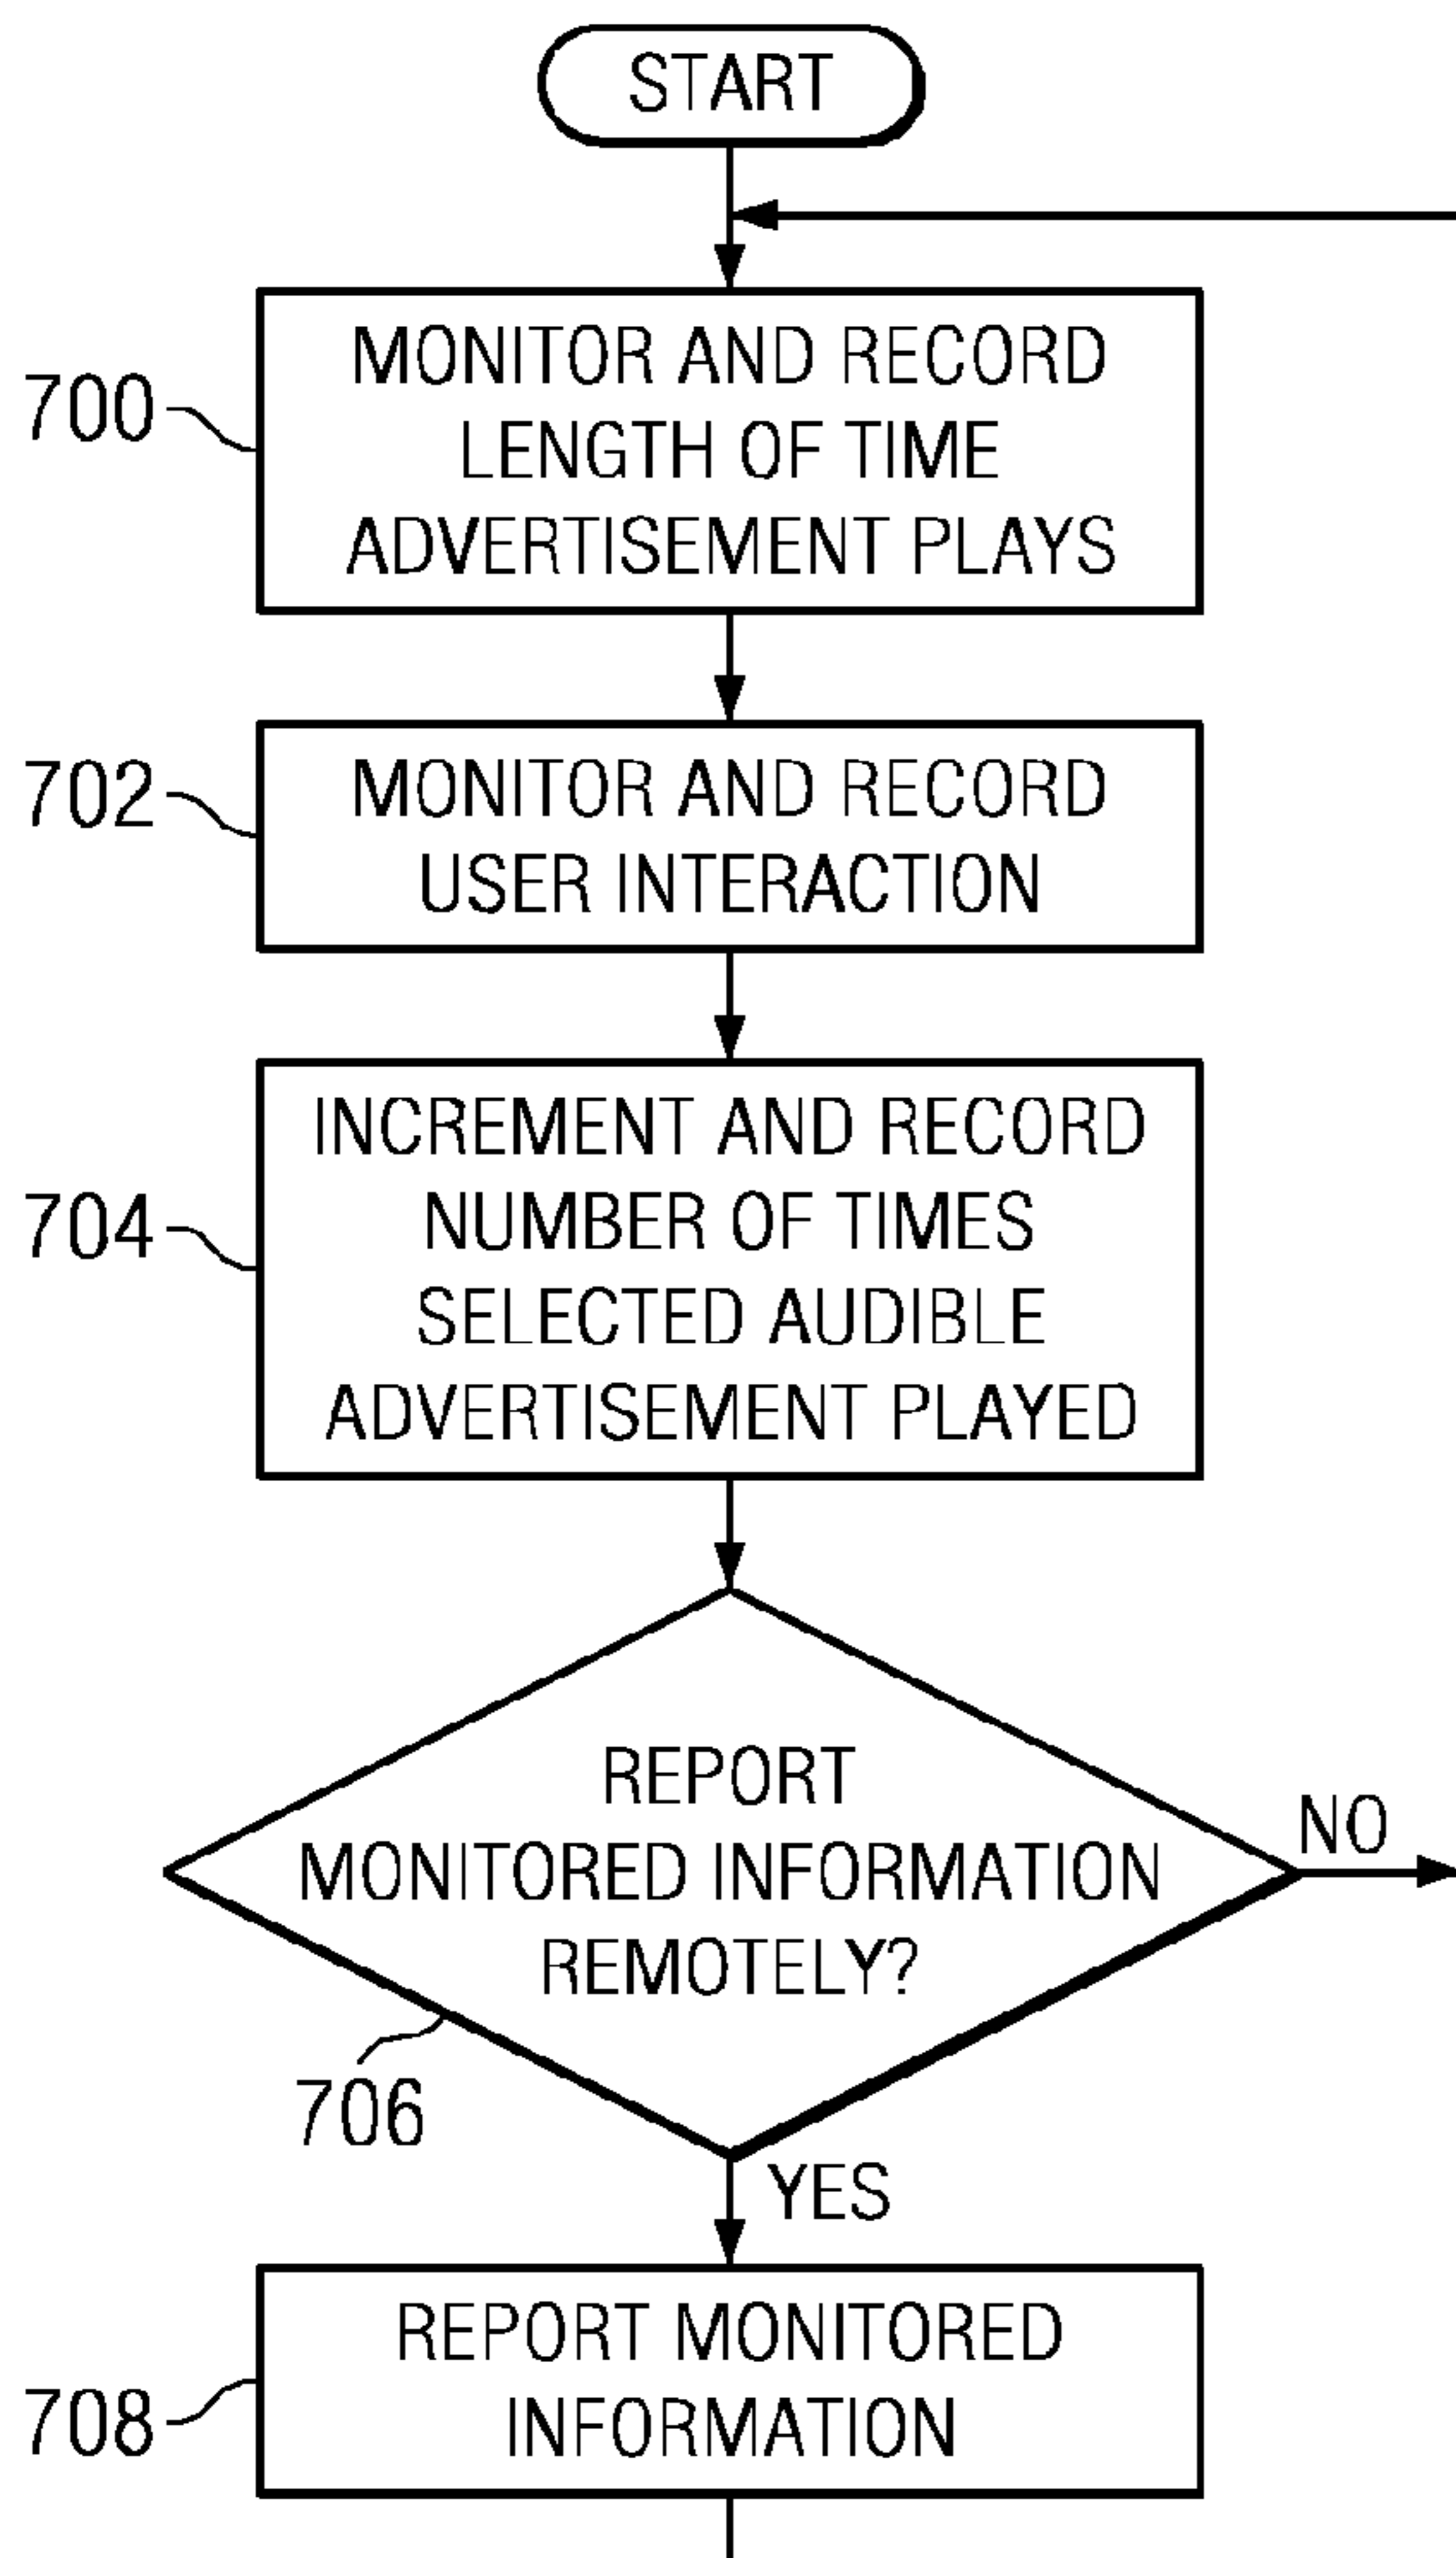 START
700
MONITOR AND RECORD
LENGTH OF TIME
ADVERTISEMENT PLAYS
702
MONITOR AND RECORD
USER INTERACTION
704
INCREMENT AND RECORD
NUMBER OF TIMES
SELECTED AUDIBLE
ADVERTISEMENT PLAYED
REPORT
MONITORED INFORMATION
REMOTELY?
NO
706
YES
708
REPORT MONITORED
INFORMATION